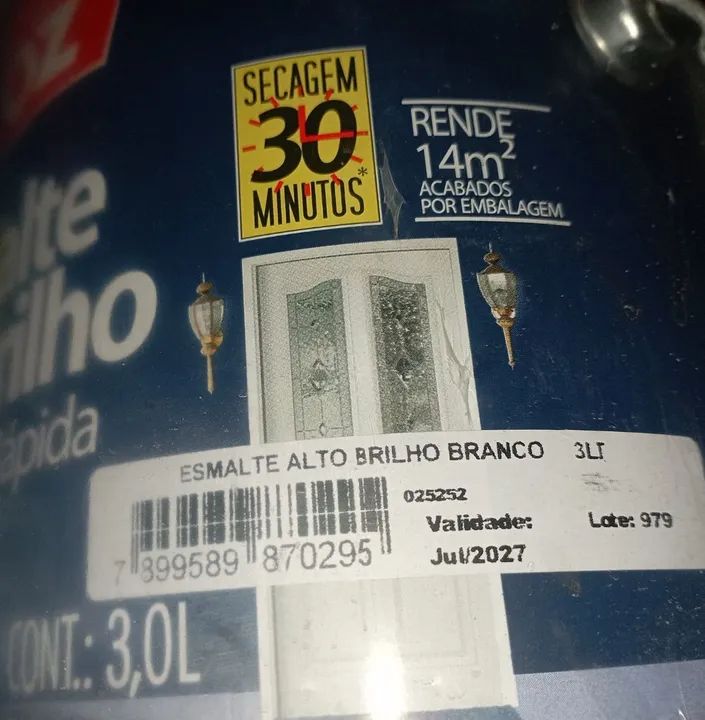 SECAGEM
30
MINUTOS*
RENDE
14m²
ACABADOS
POR EMBALAGEM
ilho
ápida
ESMALTE ALTO BRILHO BRANCO 3LT
025252
Validade: Lote: 979
Jul/2027
7 899589 870295
CONT.: 3,0L